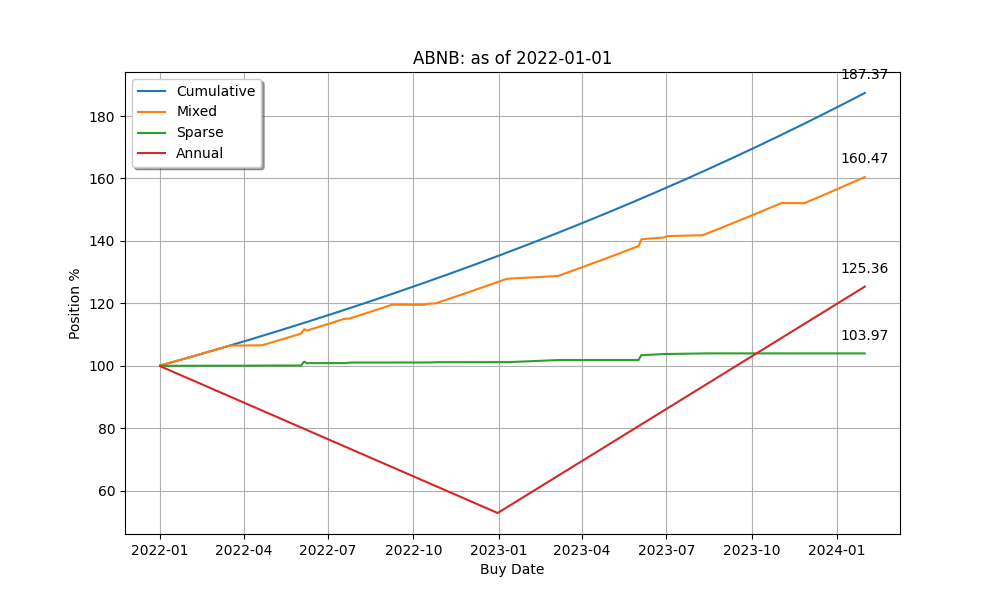 ABNB: as of 2022-01-01
187.37
Cumulative
Mixed
Sparse
Annual
180
160
140
120
100
80
60
160.47
125.36
103.97
Position %
2022-01
2022-04
2022-07
2022-10
2023-01
2023-04
2023-07
2023-10
2024-01
Buy Date